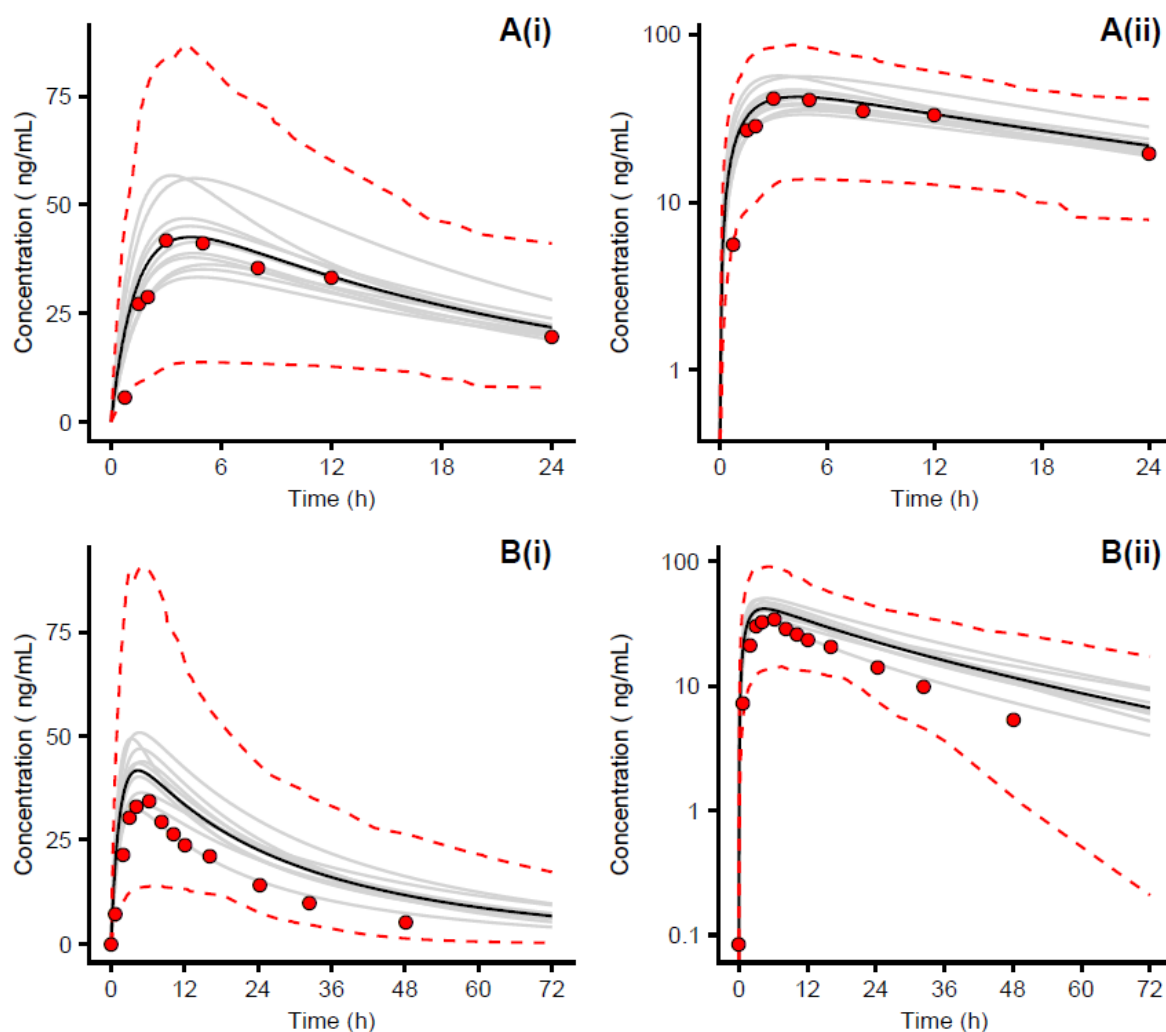 A(i)
75
50
25
0
Concentration ( ng/mL)
0 6 12 18 24
Time (h)
A(ii)
100
10
1
Concentration ( ng/mL)
0 6 12 18 24
Time (h)
B(i)
75
50
25
0
Concentration ( ng/mL)
0 12 24 36 48 60 72
Time (h)
B(ii)
100
10
1
0.1
Concentration ( ng/mL)
0 12 24 36 48 60 72
Time (h)